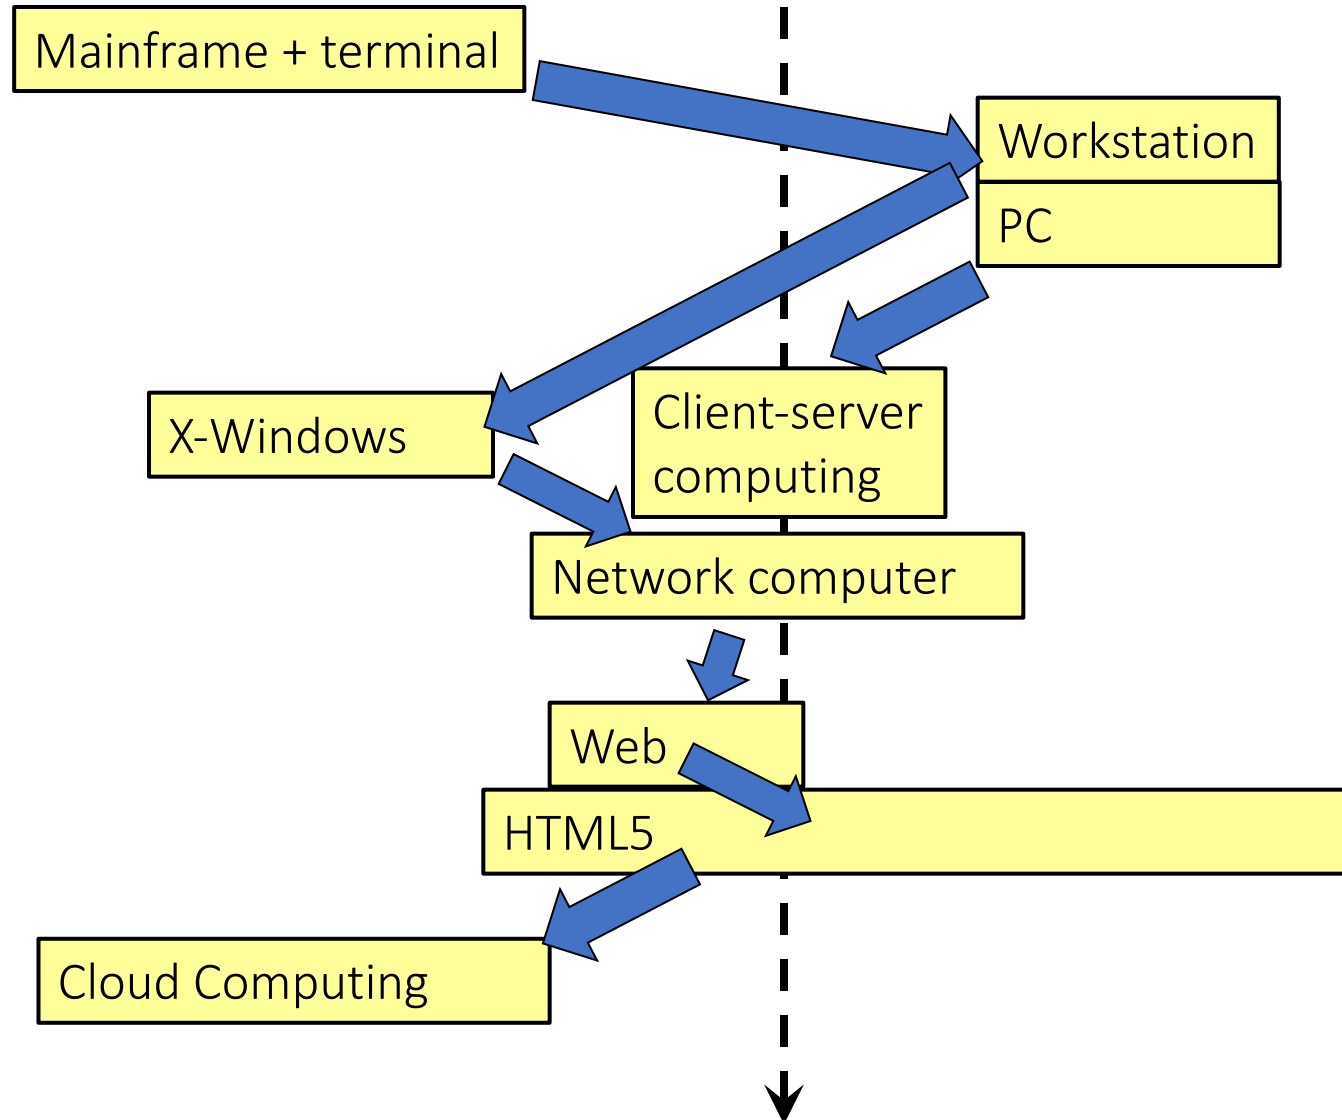 Mainframe + terminal
Workstation
PC
X-Windows
Client-server
computing
Network computer
Web
HTML5
Cloud Computing